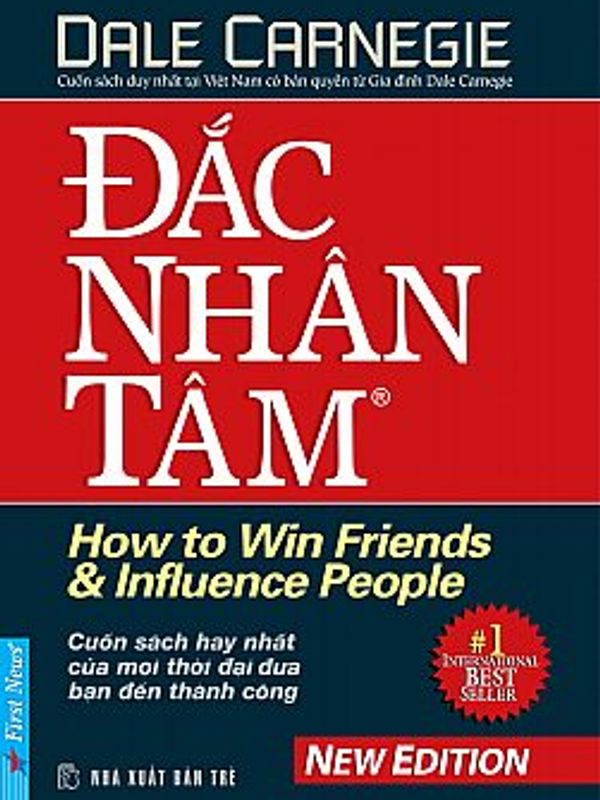 DALE CARNEGIE
Cuốn sách duy nhất tại Việt Nam có bản quyền từ Gia đình Dale Carnegie
ĐẮC
NHÂN
TÂM®
How to Win Friends
& Influence People
Cuốn sách hay nhất
của mọi thời đại đưa
bạn đến thành công
#1
INTERNATIONAL
BEST
SELLER
First News®
NHÀ XUẤT BẢN TRẺ
NEW EDITION